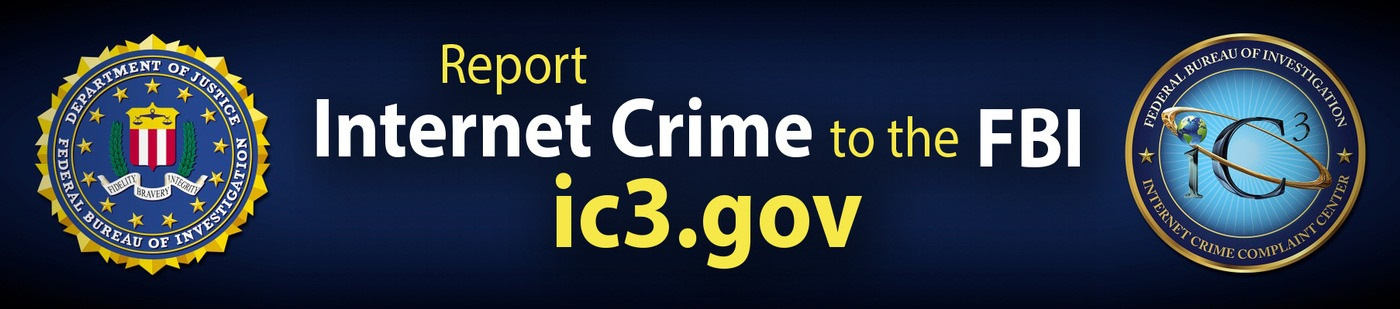 DEPARTMENT OF JUSTICE
FEDERAL BUREAU OF INVESTIGATION
FIDELITY BRAVERY INTEGRITY
Report
Internet Crime to the FBI
ic3.gov
FEDERAL BUREAU OF INVESTIGATION
iC3
INTERNET CRIME COMPLAINT CENTER